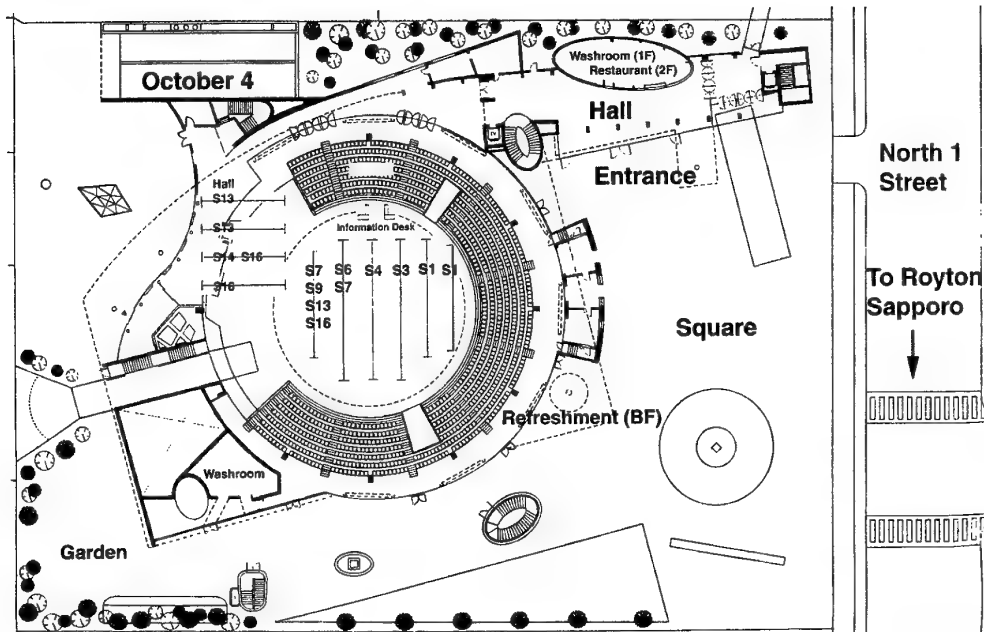 October 4
Washroom (1F)
Restaurant (2F)
Hall
Entrance
North 1
Street
Hall
S13
S13
S14 S16
S16
Information Desk
S7 S6 S4 S3 S1 S1
S9 S7
S13
S16
To Royton
Sapporo
Square
Refreshment (BF)
Washroom
Garden